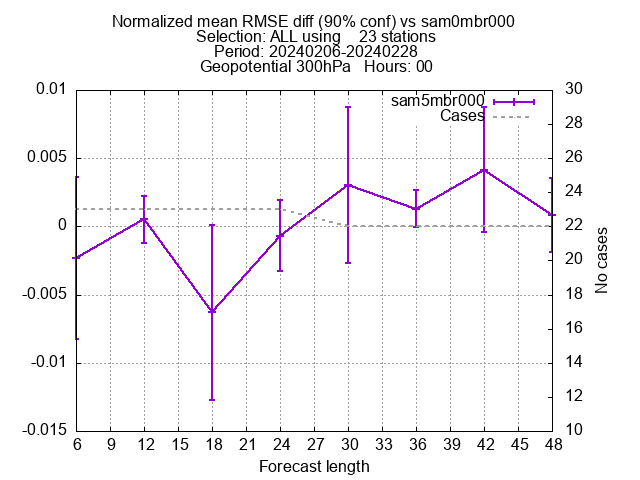 Normalized mean RMSE diff (90% conf) vs sam0mbr000
Selection: ALL using 23 stations
Period: 20240206-20240228
Geopotential 300hPa Hours: 00
sam5mbr000
Cases
0.01
0.005
0
-0.005
-0.01
-0.015
30
28
26
24
22
20
18
16
14
12
10
No cases
6 9 12 15 18 21 24 27 30 33 36 39 42 45 48
Forecast length